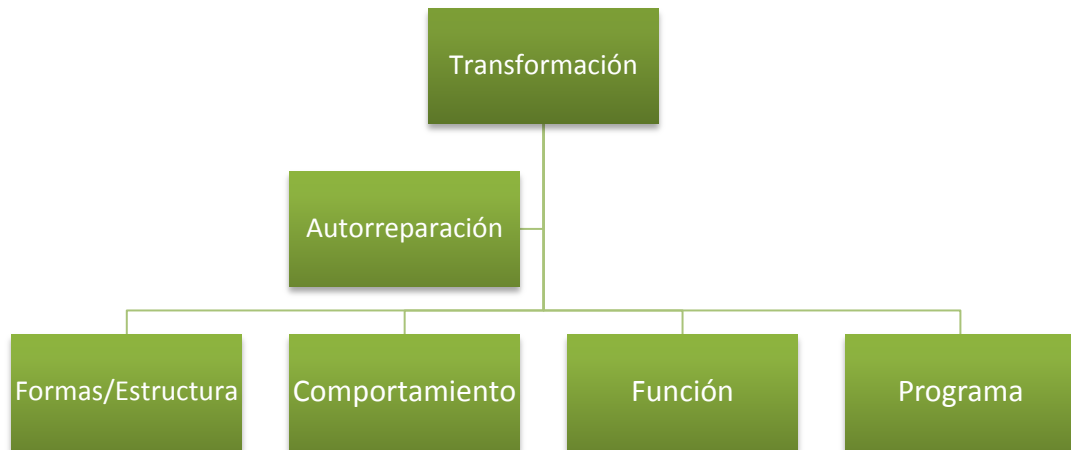 Transformación
Autorreparación
Formas/Estructura
Comportamiento
Función
Programa